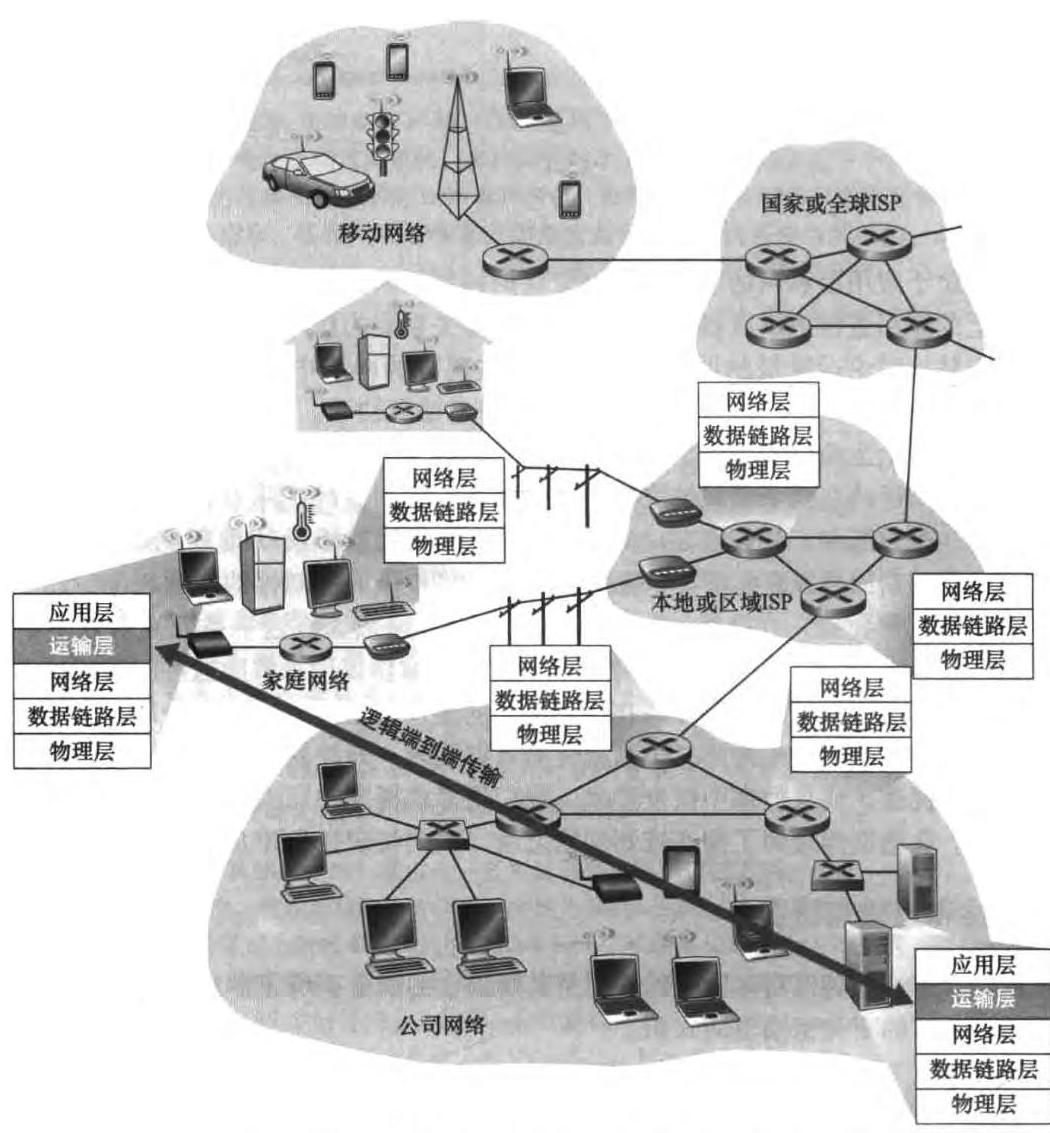 移动网络
国家或全球ISP
网络层
数据链路层
物理层
网络层
数据链路层
物理层
应用层
运输层
网络层
数据链路层
物理层
家庭网络
本地或区域ISP
网络层
数据链路层
物理层
网络层
数据链路层
物理层
网络层
数据链路层
物理层
逻辑端到端传输
公司网络
应用层
运输层
网络层
数据链路层
物理层